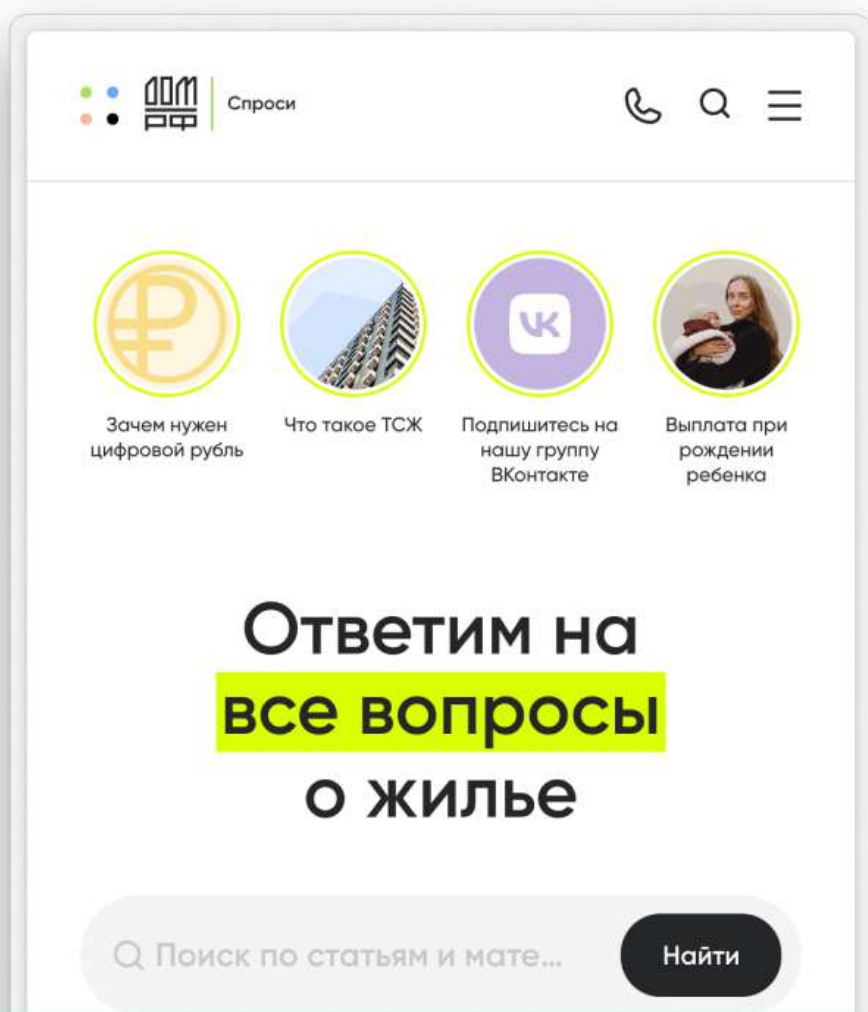 ДОМ
РФ
Спроси
Зачем нужен
цифровой рубль
Что такое ТСЖ
Подпишитесь на
нашу группу
ВКонтакте
Выплата при
рождении
ребенка
Ответим на
все вопросы
о жилье
Поиск по статьям и мате...
Найти